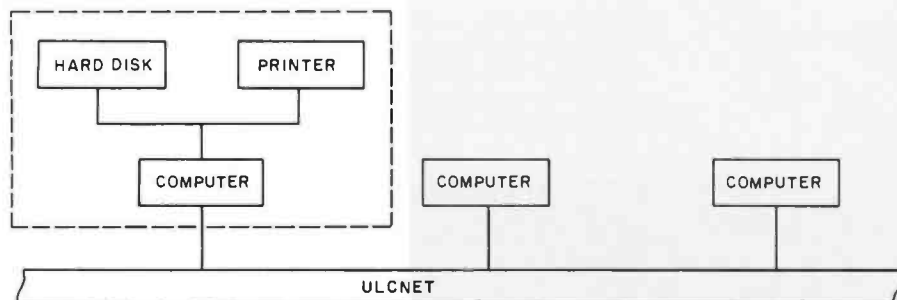 HARD DISK
PRINTER
COMPUTER
COMPUTER
COMPUTER
ULCNET